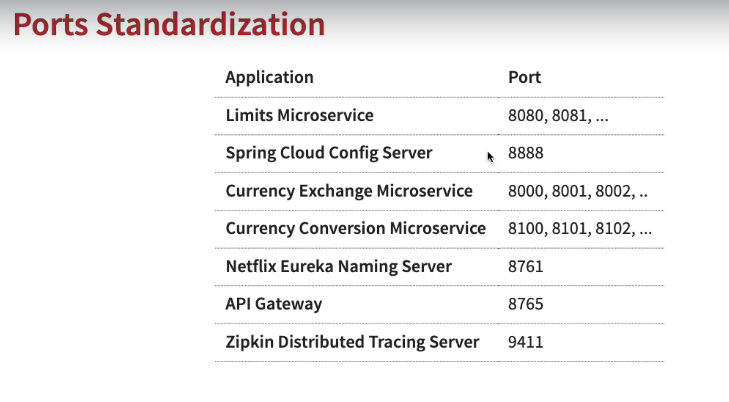 Ports Standardization
Application Port
Limits Microservice 8080, 8081, ...
Spring Cloud Config Server 8888
Currency Exchange Microservice 8000, 8001, 8002, ..
Currency Conversion Microservice 8100, 8101, 8102, ...
Netflix Eureka Naming Server 8761
API Gateway 8765
Zipkin Distributed Tracing Server 9411